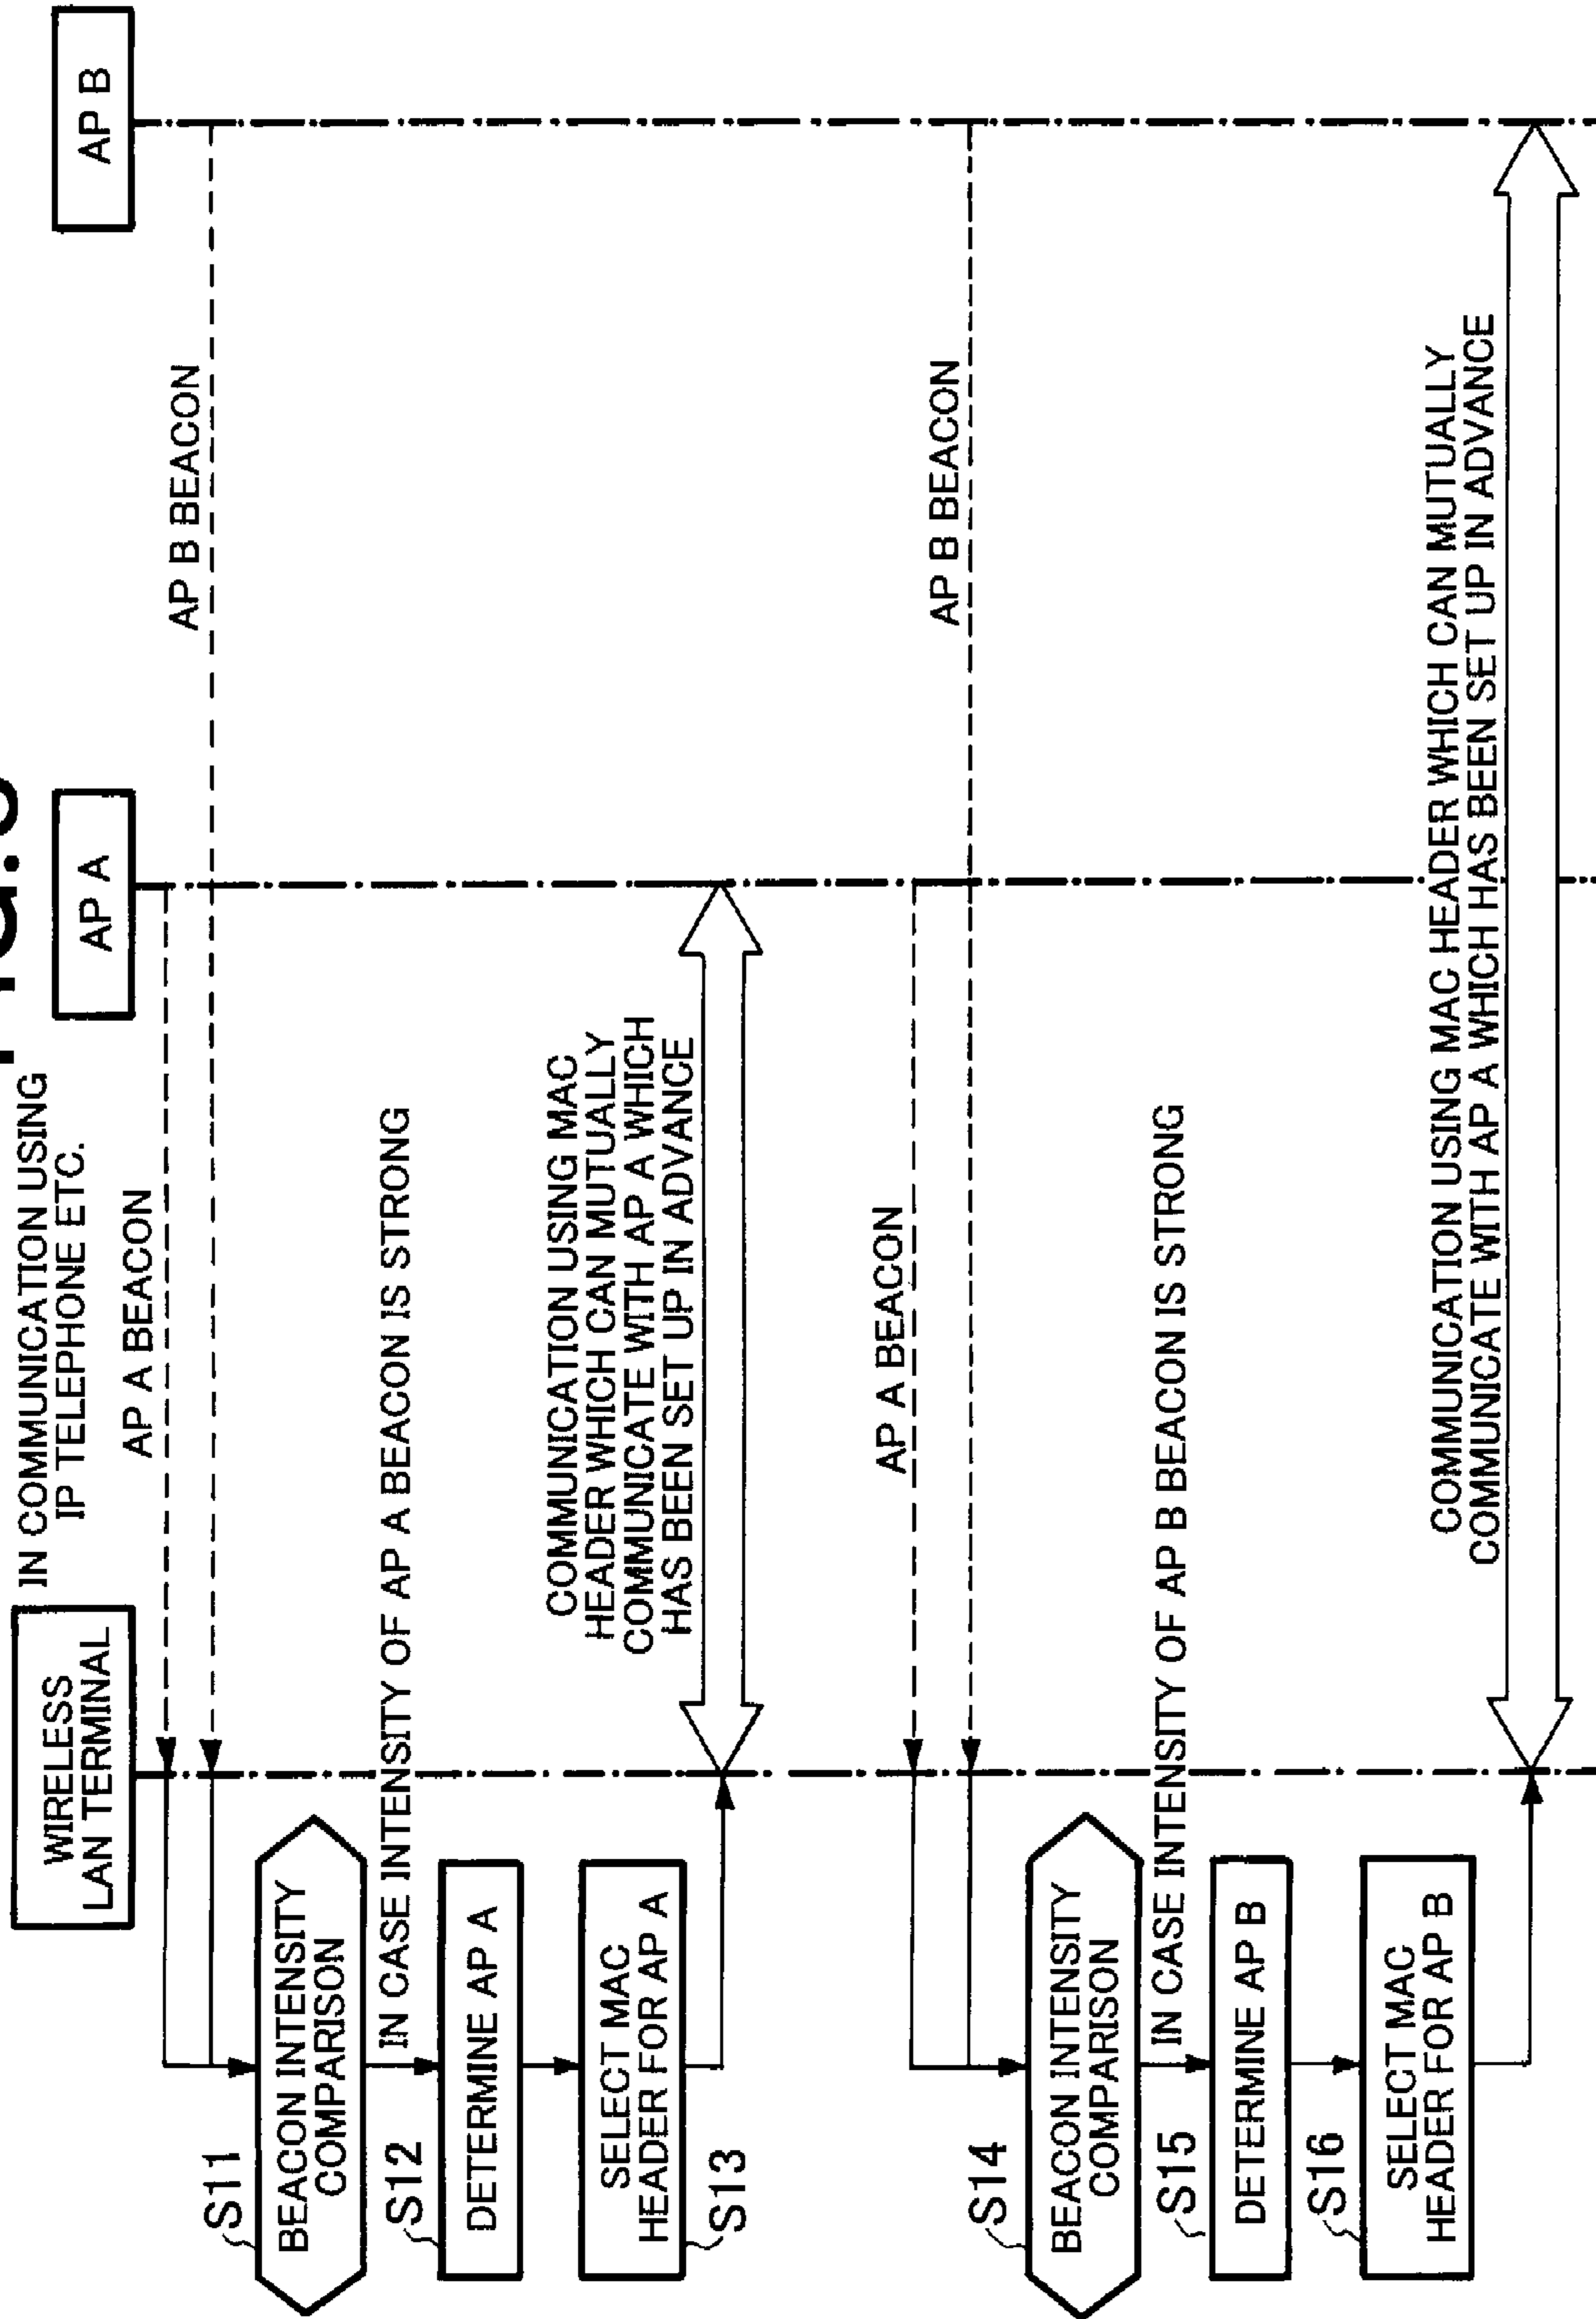 WIRELESS
LAN TERMINAL
IN COMMUNICATION USING
IP TELEPHONE ETC.
AP A
AP B
AP A BEACON
AP B BEACON
S11
BEACON INTENSITY
COMPARISON
IN CASE INTENSITY OF AP A BEACON IS STRONG
S12
DETERMINE AP A
SELECT MAC
HEADER FOR AP A
S13
COMMUNICATION USING MAC
HEADER WHICH CAN MUTUALLY
COMMUNICATE WITH AP A WHICH
HAS BEEN SET UP IN ADVANCE
AP A BEACON
AP B BEACON
S14
BEACON INTENSITY
COMPARISON
IN CASE INTENSITY OF AP B BEACON IS STRONG
S15
DETERMINE AP B
S16
SELECT MAC
HEADER FOR AP B
COMMUNICATION USING MAC HEADER WHICH CAN MUTUALLY
COMMUNICATE WITH AP A WHICH HAS BEEN SET UP IN ADVANCE